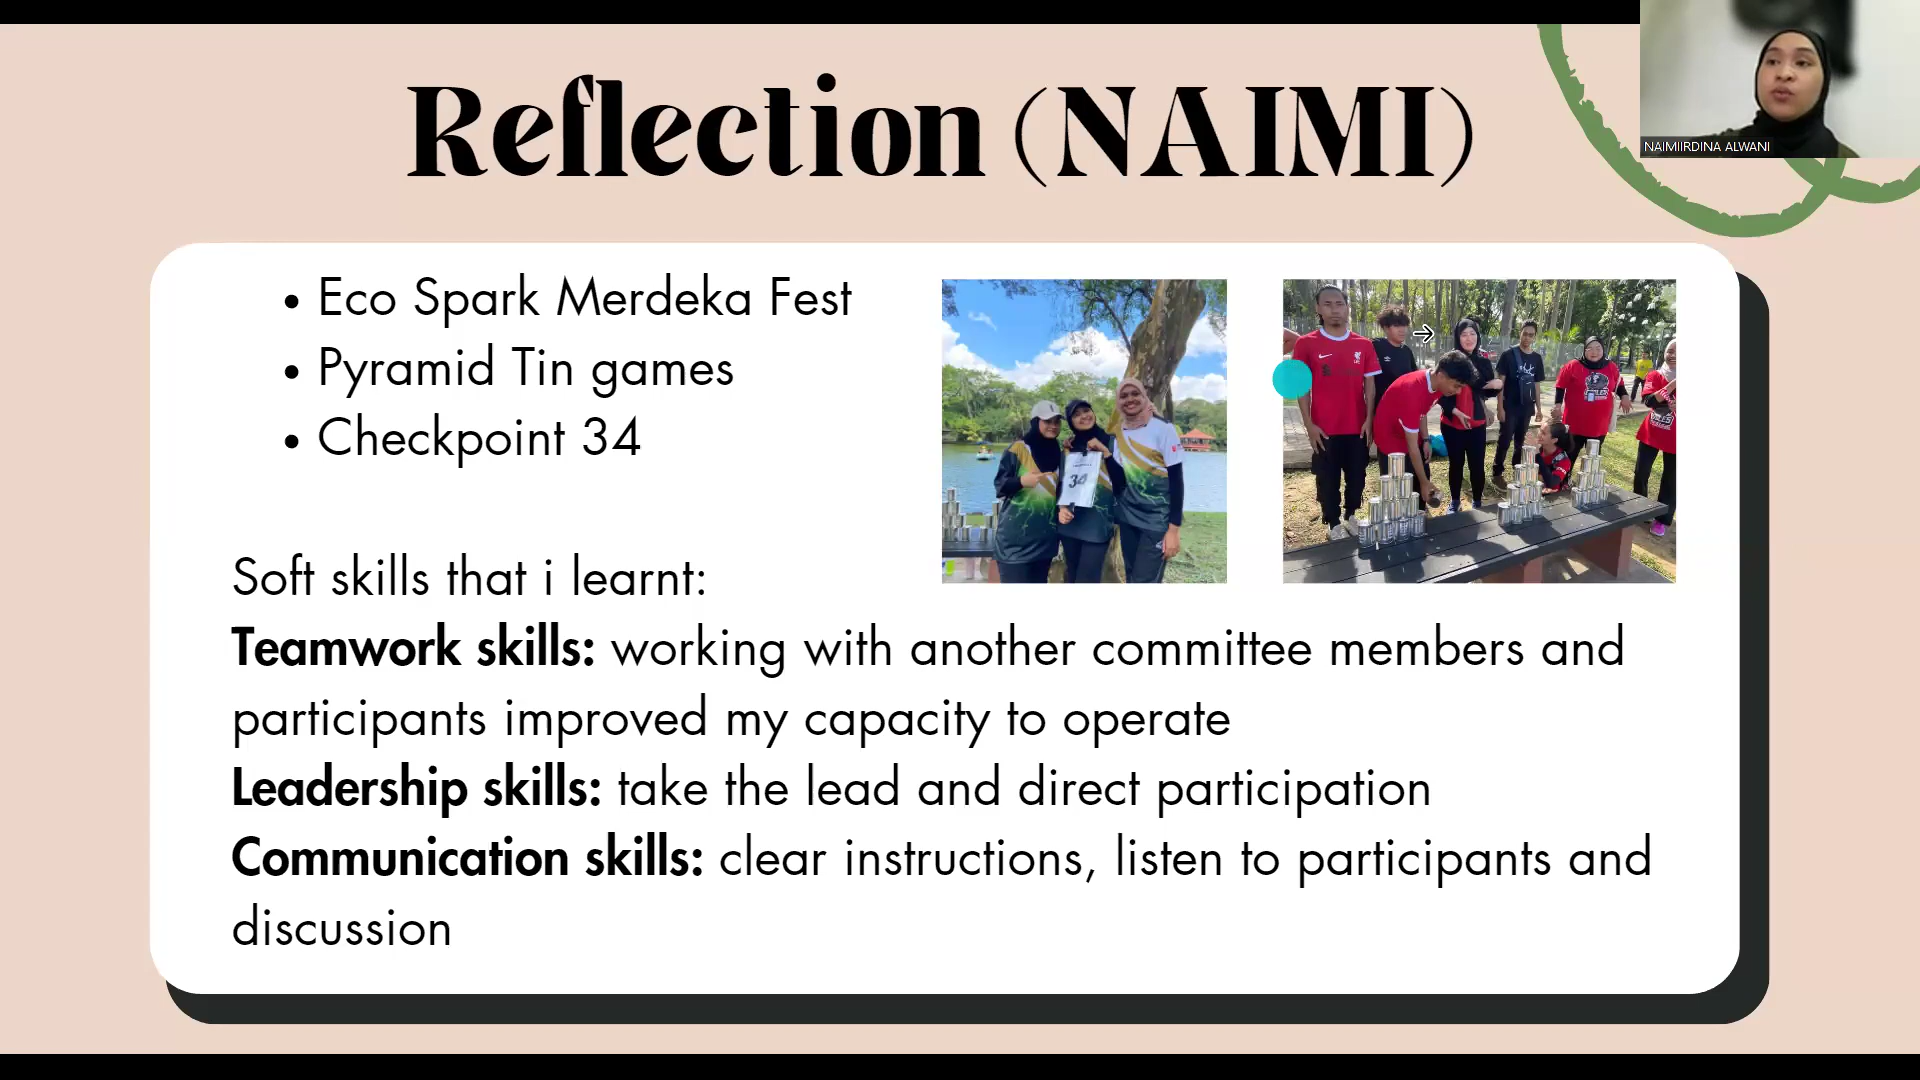 Reflection (NAIMI)
NAIMIIRDINA ALWANI
• Eco Spark Merdeka Fest
• Pyramid Tin games
• Checkpoint 34
34
Soft skills that i learnt:
Teamwork skills: working with another committee members and
participants improved my capacity to operate
Leadership skills: take the lead and direct participation
Communication skills: clear instructions, listen to participants and
discussion